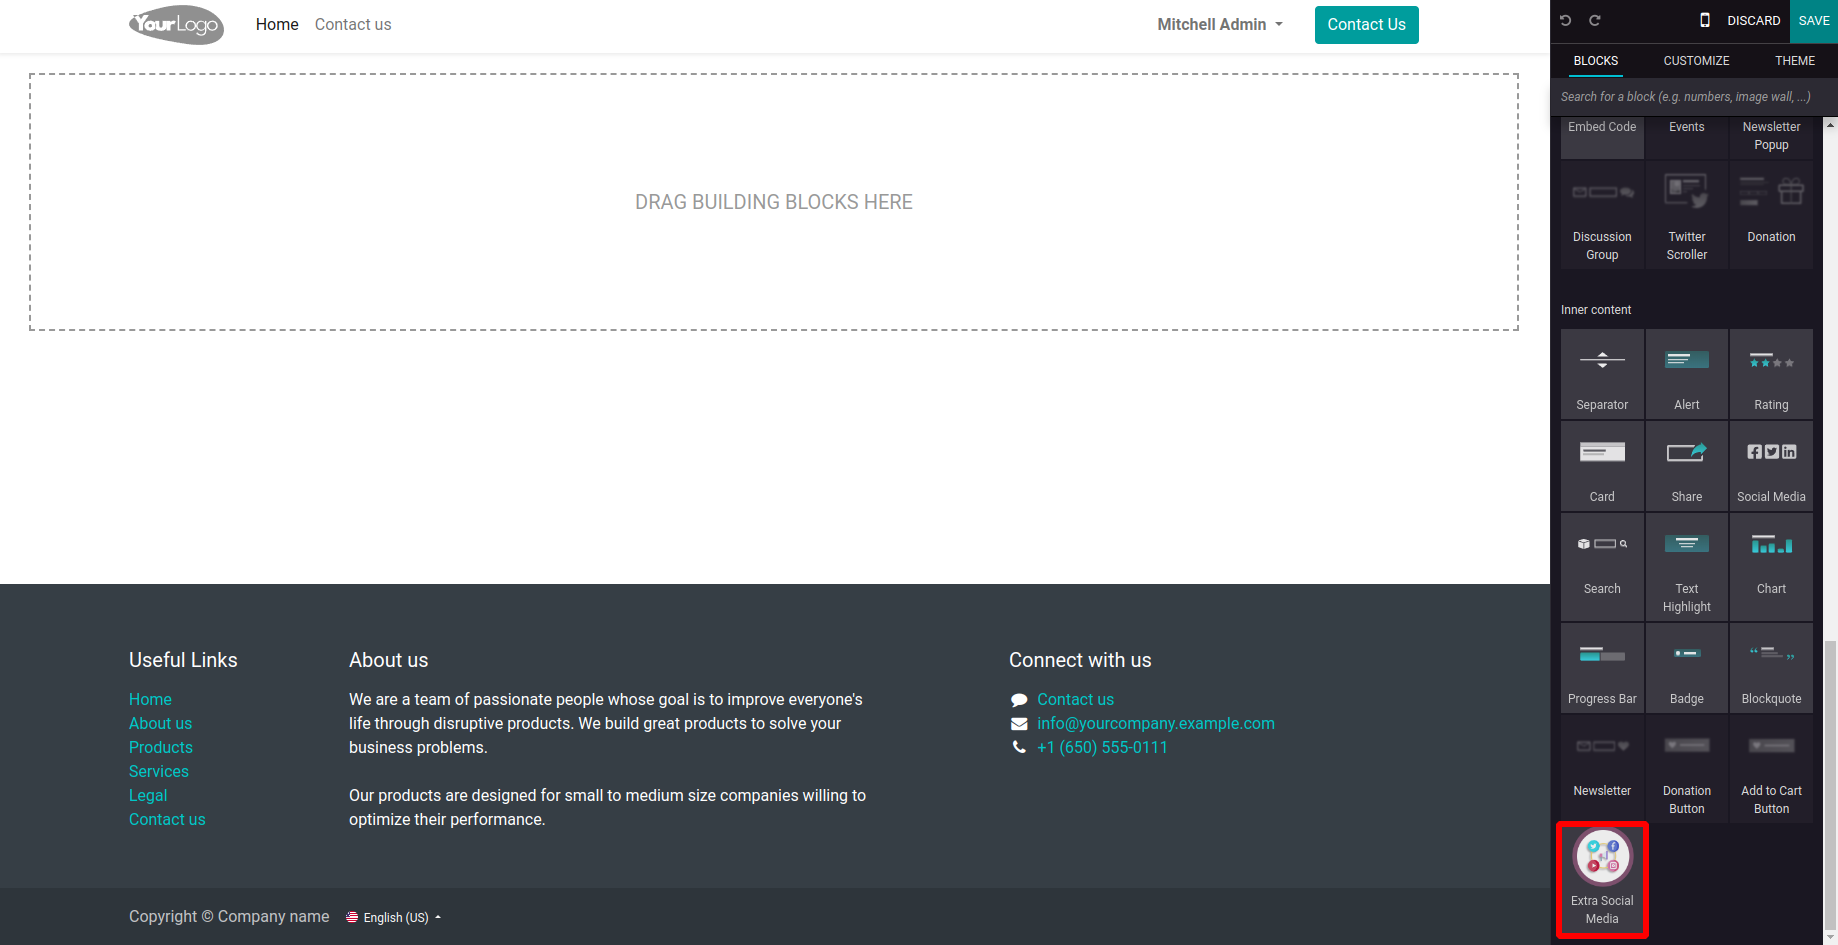 YourLogo
Home
Contact us
Mitchell Admin
Contact Us
DISCARD
SAVE
BLOCKS
CUSTOMIZE
THEME
Search for a block (e.g. numbers, image wall, ...)
Embed Code
Events
Newsletter
Popup
Discussion
Group
Twitter
Scroller
Donation
DRAG BUILDING BLOCKS HERE
Inner content
Separator
Alert
Rating
Card
Share
Social Media
Search
Text
Highlight
Chart
Progress Bar
Badge
Blockquote
Newsletter
Donation
Button
Add to Cart
Button
Extra Social
Media
Useful Links
Home
About us
Products
Services
Legal
Contact us
About us
We are a team of passionate people whose goal is to improve everyone's
life through disruptive products. We build great products to solve your
business problems.
Our products are designed for small to medium size companies willing to
optimize their performance.
Connect with us
Contact us
info@yourcompany.example.com
+1 (650) 555-0111
Copyright © Company name
English (US)